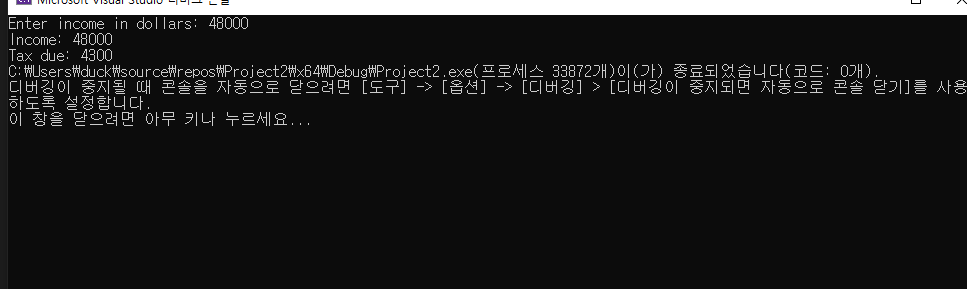 Microsoft Visual Studio 디버그 콘솔
Enter income in dollars: 48000
Income: 48000
Tax due: 4300
C:\Users\duck\source\repos\Project2\x64\Debug\Project2.exe(프로세스 33872개)이(가) 종료되었습니다(코드: 0개).
디버깅이 중지될 때 콘솔을 자동으로 닫으려면 [도구] -> [옵션] -> [디버깅] > [디버깅이 중지되면 자동으로 콘솔 닫기]를 사용
하도록 설정합니다.
이 창을 닫으려면 아무 키나 누르세요...